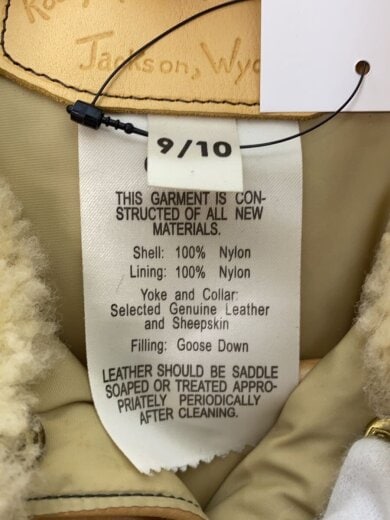 Jackson, Wyo
9/10
THIS GARMENT IS CON-
STRUCTED OF ALL NEW
MATERIALS.
Shell: 100% Nylon
Lining: 100% Nylon
Yoke and Collar:
Selected Genuine Leather
and Sheepskin
Filling: Goose Down
LEATHER SHOULD BE SADDLE
SOAPED OR TREATED APPRO-
PRIATELY PERIODICALLY
AFTER CLEANING.